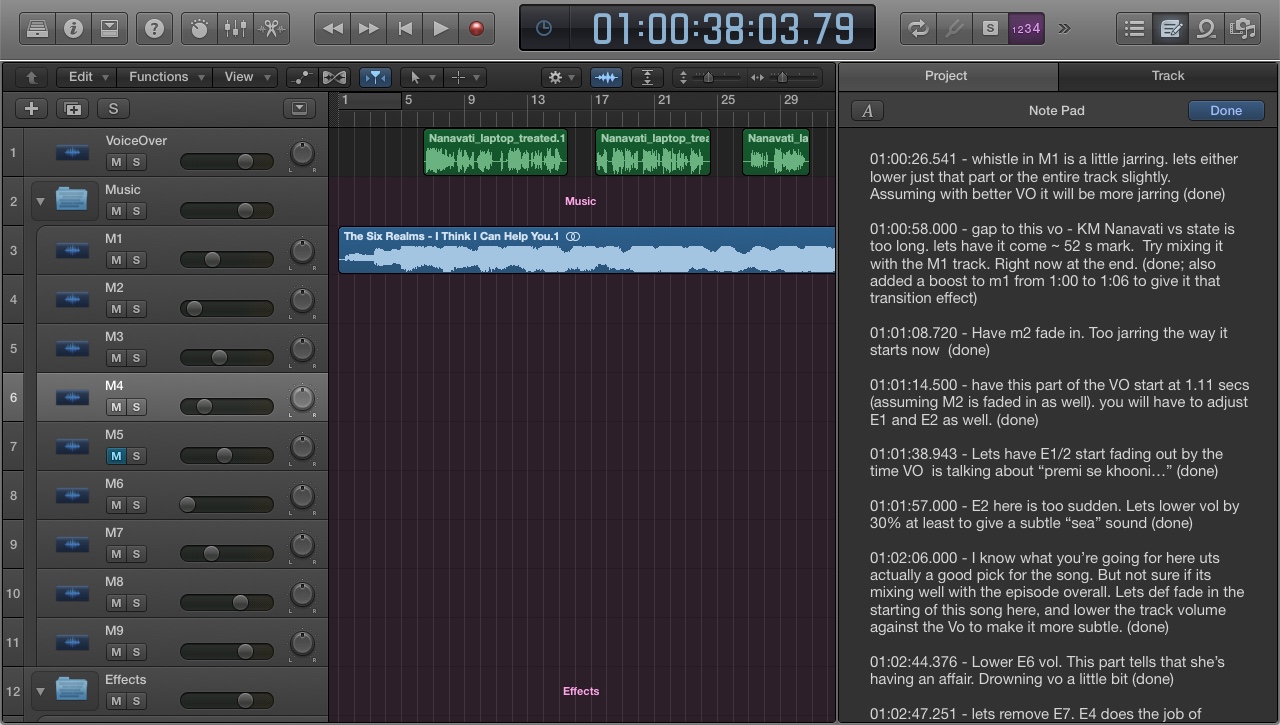 01:00:38:03.79
S
1234
Edit
Functions
View
S
1
5
9
13
17
21
25
29
Project
Track
A
Note Pad
Done
1
VoiceOver
M S
Nanavati_laptop_treated.1
Nanavati_laptop_trea
Nanavati_la
2
Music
M S
L R
Music
3
M1
M S
L R
The Six Realms - I Think I Can Help You.1
4
M2
M S
L R
5
M3
M S
L R
6
M4
M S
L R
7
M5
M S
L R
8
M6
M S
L R
9
M7
M S
L R
10
M8
M S
L R
11
M9
M S
L R
12
Effects
M S
Effects
01:00:26.541 - whistle in M1 is a little jarring. lets either
lower just that part or the entire track slightly.
Assuming with better VO it will be more jarring (done)
01:00:58.000 - gap to this vo - KM Nanavati vs state is
too long. lets have it come ~ 52 s mark.  Try mixing it
with the M1 track. Right now at the end. (done; also
added a boost to m1 from 1:00 to 1:06 to give it that
transition effect)
01:01:08.720 - Have m2 fade in. Too jarring the way it
starts now  (done)
01:01:14.500 - have this part of the VO start at 1.11 secs
(assuming M2 is faded in as well). you will have to adjust
E1 and E2 as well. (done)
01:01:38.943 - Lets have E1/2 start fading out by the
time VO  is talking about “premi se khooni…” (done)
01:01:57.000 - E2 here is too sudden. Lets lower vol by
30% at least to give a subtle “sea” sound (done)
01:02:06.000 - I know what you’re going for here uts
actually a good pick for the song. But not sure if its
mixing well with the episode overall. Lets def fade in the
starting of this song here, and lower the track volume
against the Vo to make it more subtle. (done)
01:02:44.376 - Lower E6 vol. This part tells that she’s
having an affair. Drowning vo a little bit (done)
01:02:47.251 - lets remove E7. E4 does the job of